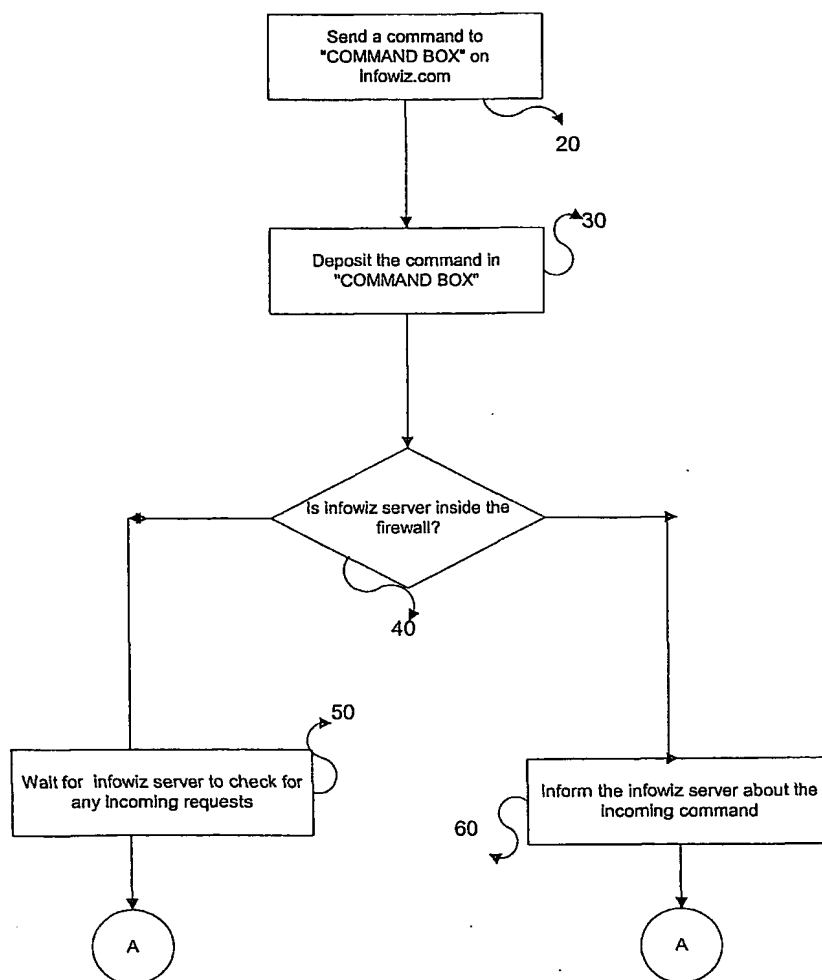 Send a command to
"COMMAND BOX" on
infowiz.com
20
30
Deposit the command in
"COMMAND BOX"
Is infowiz server inside the
firewall?
40
50
Wait for infowiz server to check for
any incoming requests
Inform the infowiz server about the
incoming command
60
A
A